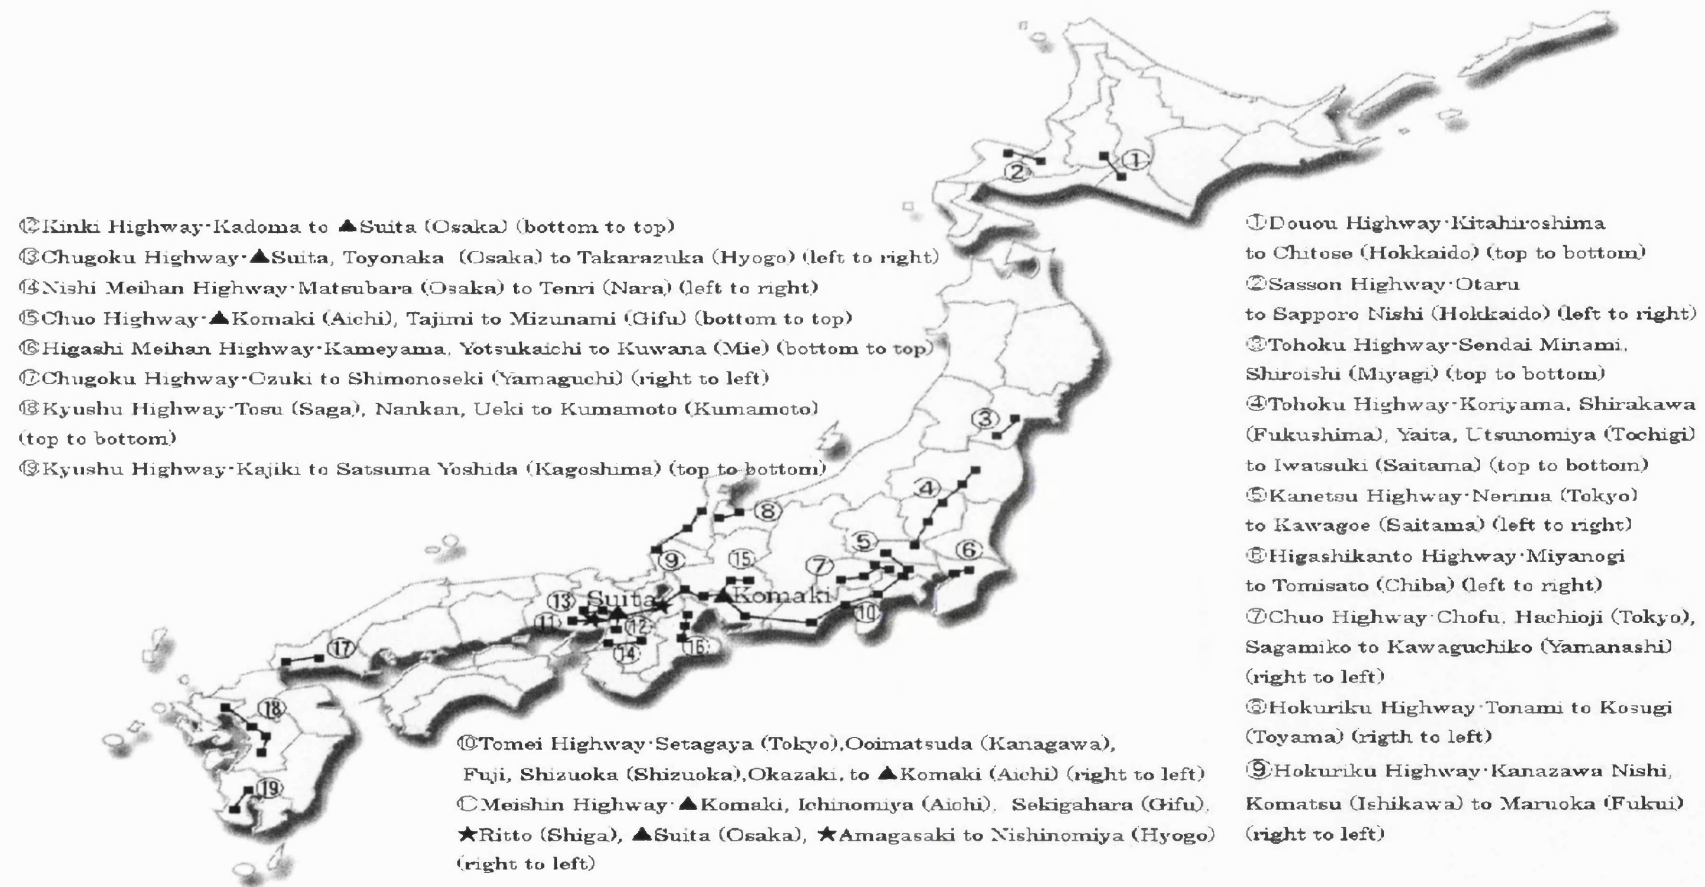 ⑫Kinki Highway·Kadoma to ▲Suita (Osaka) (bottom to top)
⑬Chugoku Highway·▲Suita, Toyonaka (Osaka) to Takarazuka (Hyogo) (left to right)
⑭Nishi Meihan Highway·Matsubara (Osaka) to Tenri (Nara) (left to right)
⑮Chuo Highway·▲Komaki (Aichi), Tajimi to Mizunami (Gifu) (bottom to top)
⑯Higashi Meihan Highway·Kameyama, Yotsukaichi to Kuwana (Mie) (bottom to top)
⑰Chugoku Highway·Ozuki to Shimonoseki (Yamaguchi) (right to left)
⑱Kyushu Highway·Tosu (Saga), Nankan, Ueki to Kumamoto (Kumamoto)
(top to bottom)
⑲Kyushu Highway·Kajiki to Satsuma Yoshida (Kagoshima) (top to bottom)
①Douou Highway·Kitahiroshima
to Chitose (Hokkaido) (top to bottom)
②Sasson Highway·Otaru
to Sapporo Nishi (Hokkaido) (left to right)
③Tohoku Highway·Sendai Minami,
Shiroishi (Miyagi) (top to bottom)
④Tohoku Highway·Koriyama, Shirakawa
(Fukushima), Yaita, Utsunomiya (Tochigi)
to Iwatsuki (Saitama) (top to bottom)
⑤Kanetsu Highway·Nerima (Tokyo)
to Kawagoe (Saitama) (left to right)
⑥Higashikanto Highway·Miyanogi
to Tomisato (Chiba) (left to right)
⑦Chuo Highway·Chofu, Hachioji (Tokyo),
Sagamiko to Kawaguchiko (Yamanashi)
(right to left)
⑧Hokuriku Highway·Tonami to Kosugi
(Toyama) (rigth to left)
⑨Hokuriku Highway·Kanazawa Nishi,
Komatsu (Ishikawa) to Maruoka (Fukui)
(right to left)
⑩Tomei Highway·Setagaya (Tokyo),Ooimatsuda (Kanagawa),
Fuji, Shizuoka (Shizuoka),Okazaki, to ▲Komaki (Aichi) (right to left)
Meishin Highway·▲Komaki, Ichinomiya (Aichi), Sekigahara (Gifu),
★Ritto (Shiga), ▲Suita (Osaka), ★Amagasaki to Nishinomiya (Hyogo)
(right to left)
①
②
③
④
⑤
⑥
⑦
⑧
⑨
⑮
Komaki
Suita
⑬
⑪
⑫
⑩
⑭
⑯
⑰
⑱
⑲